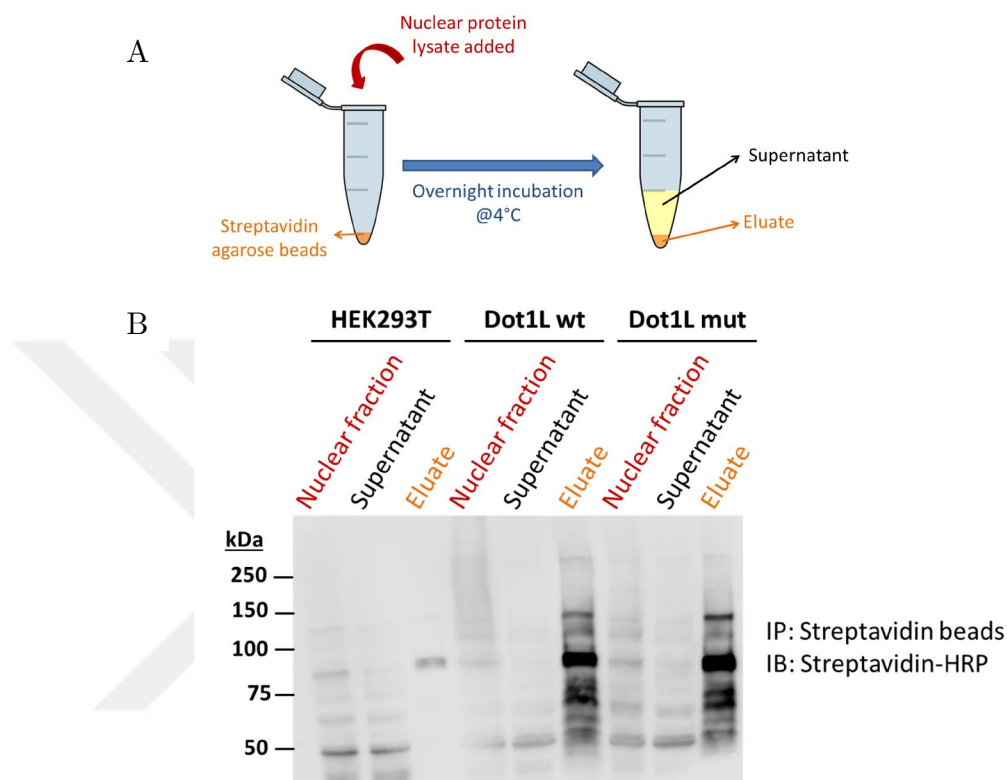 A
Nuclear protein
lysate added
Streptavidin
agarose beads
Overnight incubation
@4°C
Supernatant
Eluate
B
HEK293T
Dot1L wt
Dot1L mut
Nuclear fraction
Supernatant
Eluate
Nuclear fraction
Supernatant
Eluate
Nuclear fraction
Supernatant
Eluate
kDa
250
150
100
75
50
IP: Streptavidin beads
IB: Streptavidin-HRP